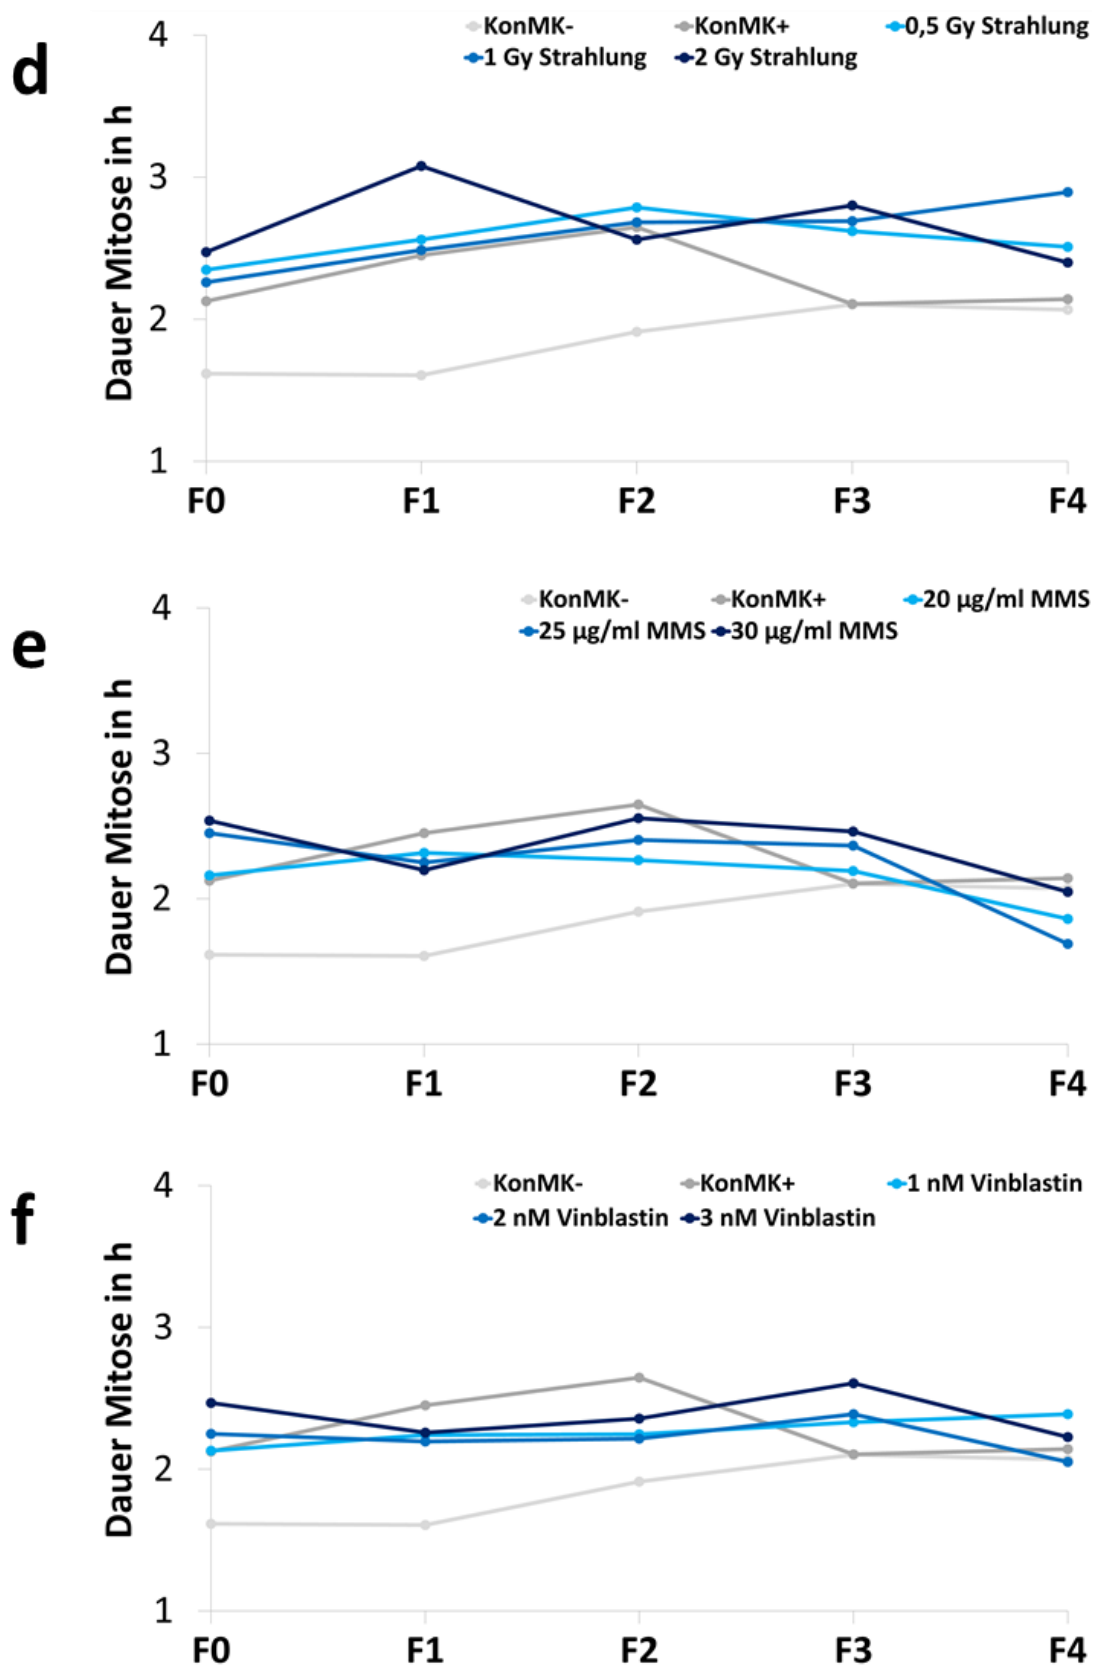 d
KonMK- KonMK+ 0,5 Gy Strahlung
1 Gy Strahlung 2 Gy Strahlung
Dauer Mitose in h
4
3
2
1
F0 F1 F2 F3 F4
e
KonMK- KonMK+ 20 µg/ml MMS
25 µg/ml MMS 30 µg/ml MMS
Dauer Mitose in h
4
3
2
1
F0 F1 F2 F3 F4
f
KonMK- KonMK+ 1 nM Vinblastin
2 nM Vinblastin 3 nM Vinblastin
Dauer Mitose in h
4
3
2
1
F0 F1 F2 F3 F4